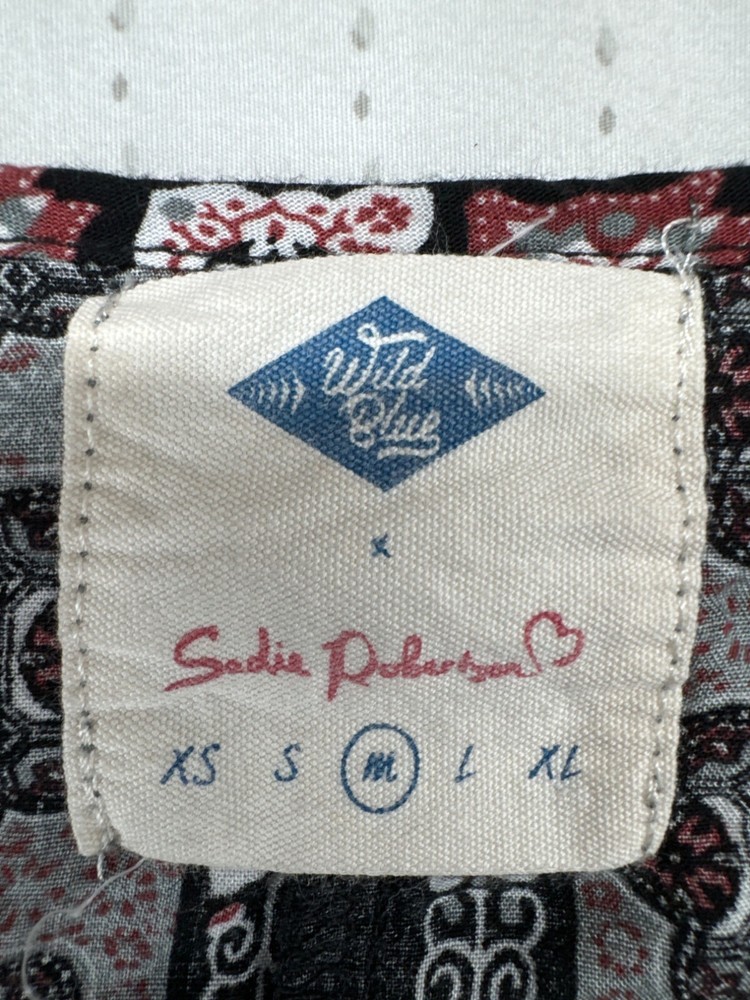 Wild
Blue
x
Sadie Robertson
XS S m L XL